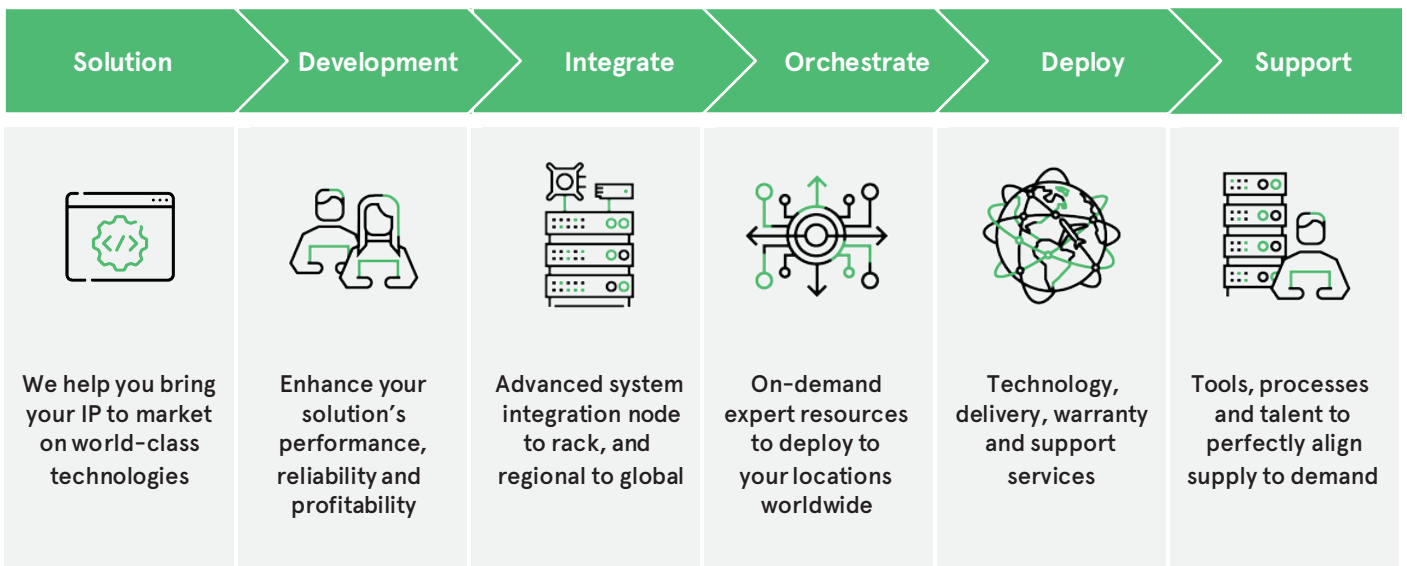 Solution
Development
Integrate
Orchestrate
Deploy
Support
</>
We help you bring
your IP to market
on world-class
technologies
Enhance your
solution's
performance,
reliability and
profitability
Advanced system
integration node
to rack, and
regional to global
On-demand
expert resources
to deploy to
your locations
worldwide
Technology,
delivery, warranty
and support
services
Tools, processes
and talent to
perfectly align
supply to demand